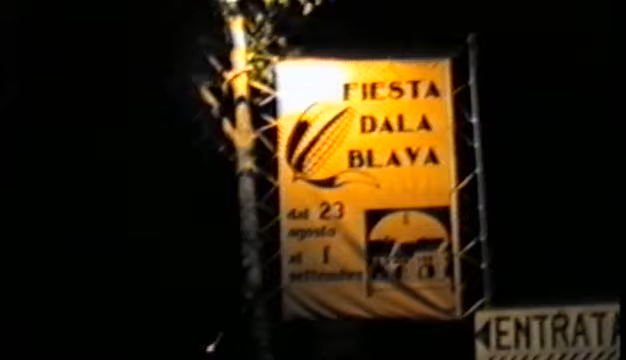 FIESTA
DALA
BLAVA
dal 23
agosto
al 1
settembre
ENTRATA